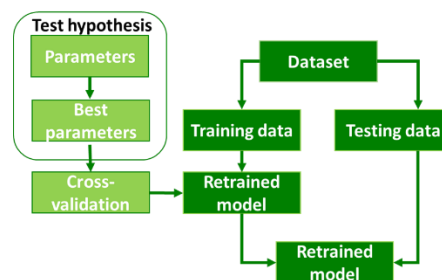 Test hypothesis
Parameters
Best
parameters
Cross-
validation
Dataset
Training data
Testing data
Retrained
model
Retrained
model